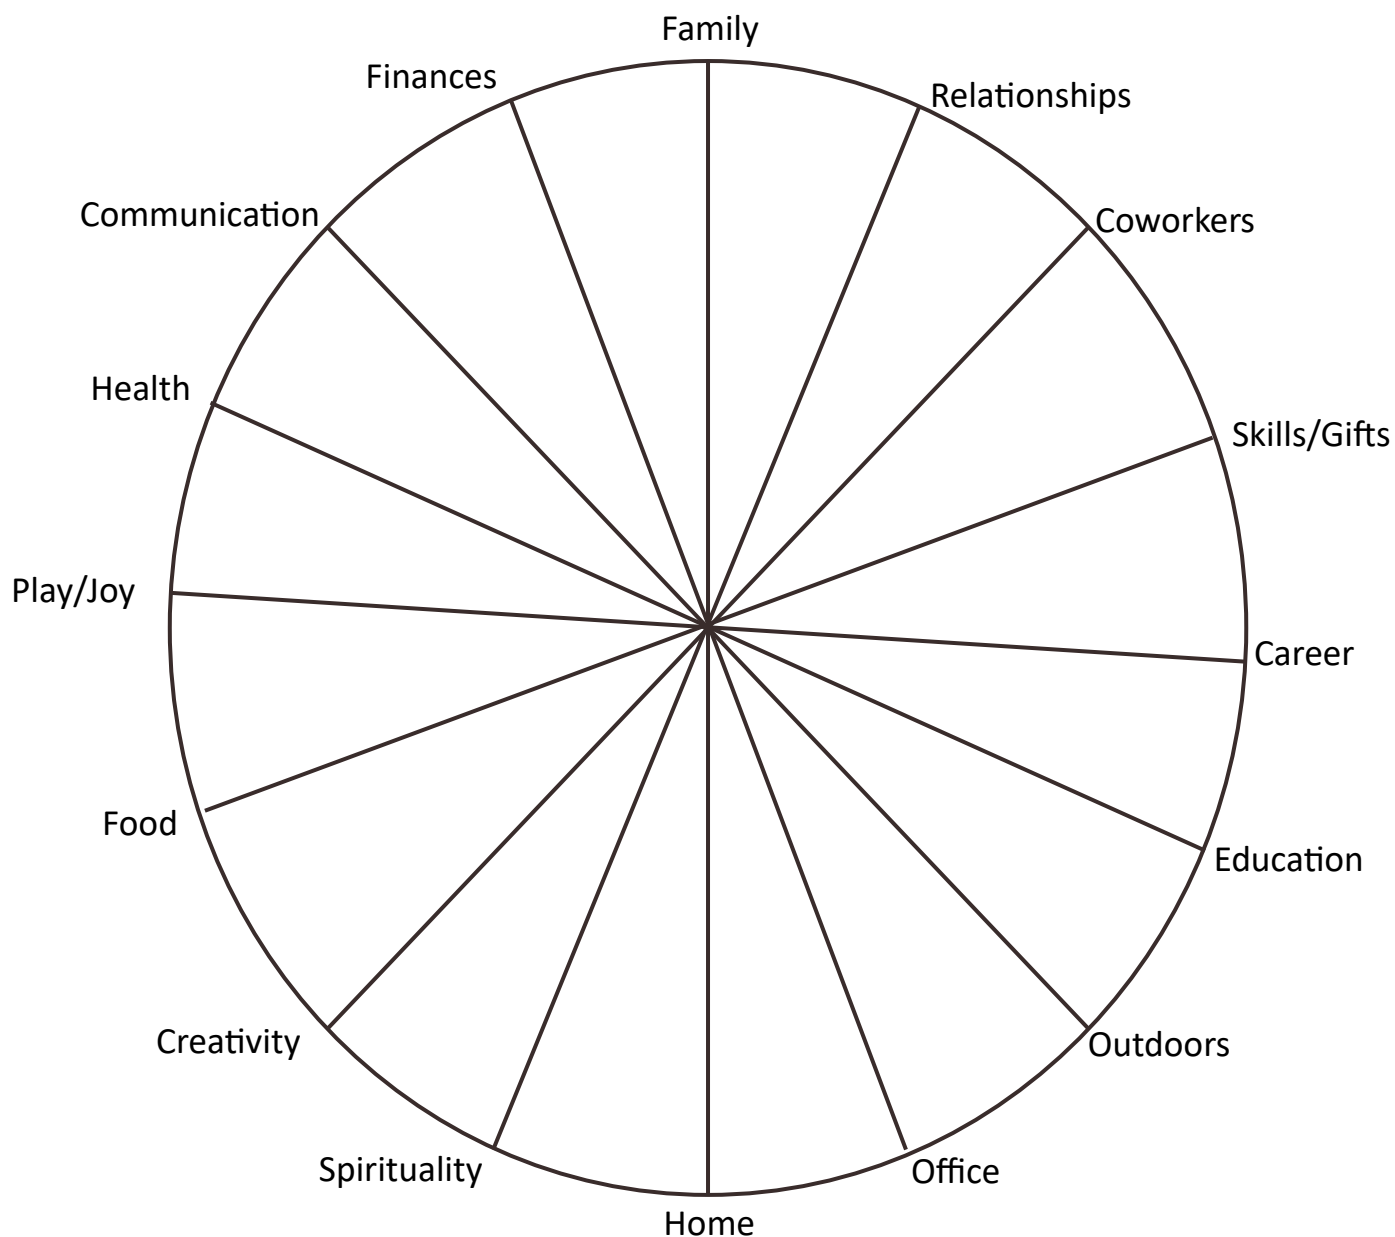 Family
Relationships
Coworkers
Skills/Gifts
Career
Education
Outdoors
Office
Home
Spirituality
Creativity
Food
Play/Joy
Health
Communication
Finances